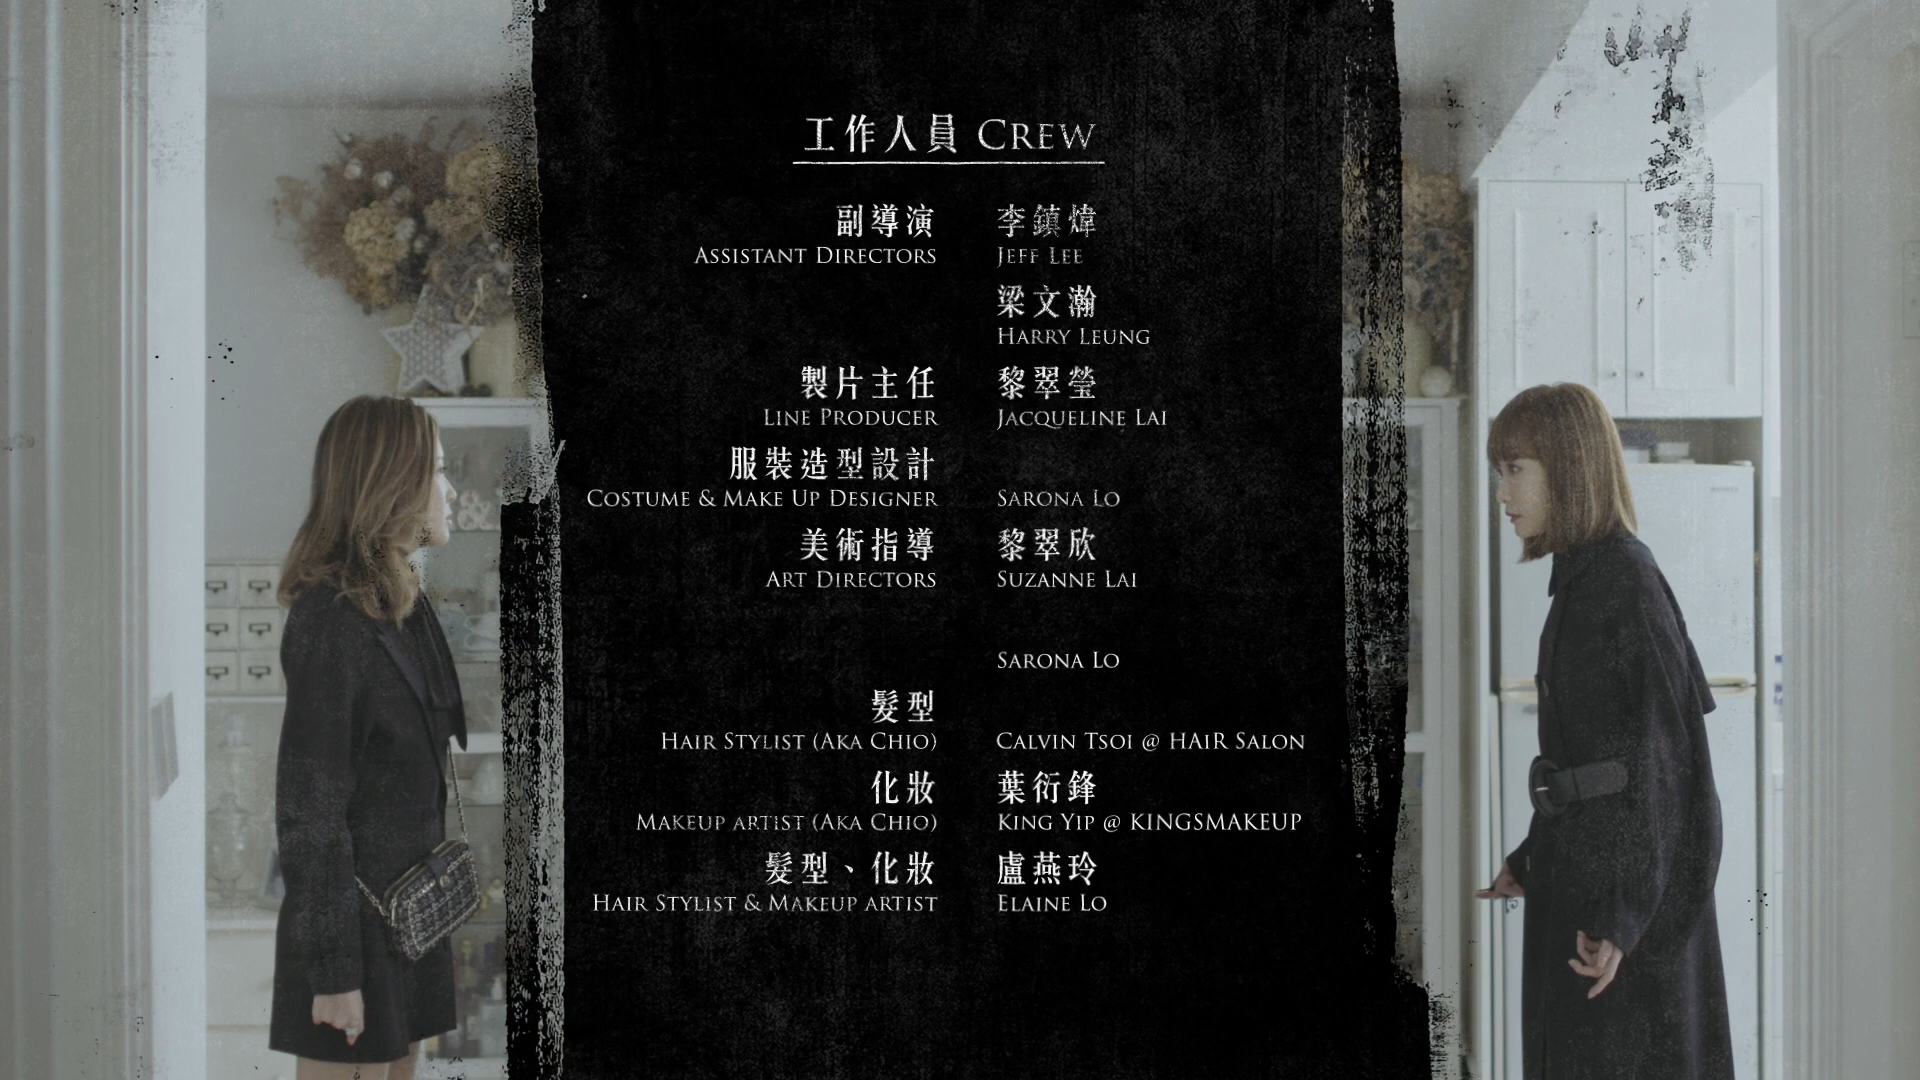 工作人員 CREW
副導演 李鎮煒
ASSISTANT DIRECTORS JEFF LEE
梁文瀚
HARRY LEUNG
製片主任 黎翠瑩
LINE PRODUCER JACQUELINE LAI
服裝造型設計
COSTUME & MAKE UP DESIGNER SARONA LO
美術指導 黎翠欣
ART DIRECTORS SUZANNE LAI
SARONA LO
髮型
HAIR STYLIST (AKA CHIO) CALVIN TSOI @ HAiR SALON
化妝 葉衍鋒
MAKEUP ARTIST (AKA CHIO) KING YIP @ KINGSMAKEUP
髮型、化妝 盧燕玲
HAIR STYLIST & MAKEUP ARTIST ELAINE LO